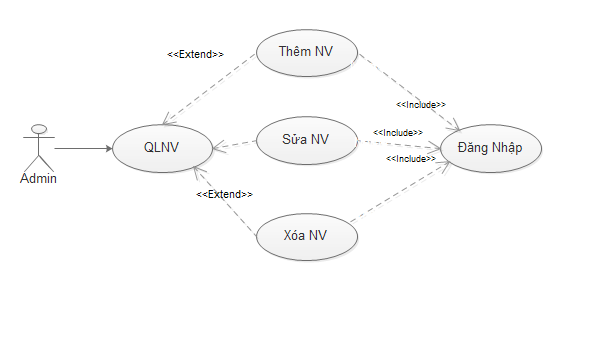 Thêm NV
<<Extend>>
<<Include>>
Sửa NV
<<Include>>
QLNV
Đăng Nhập
<<Include>>
Admin
<<Extend>>
Xóa NV